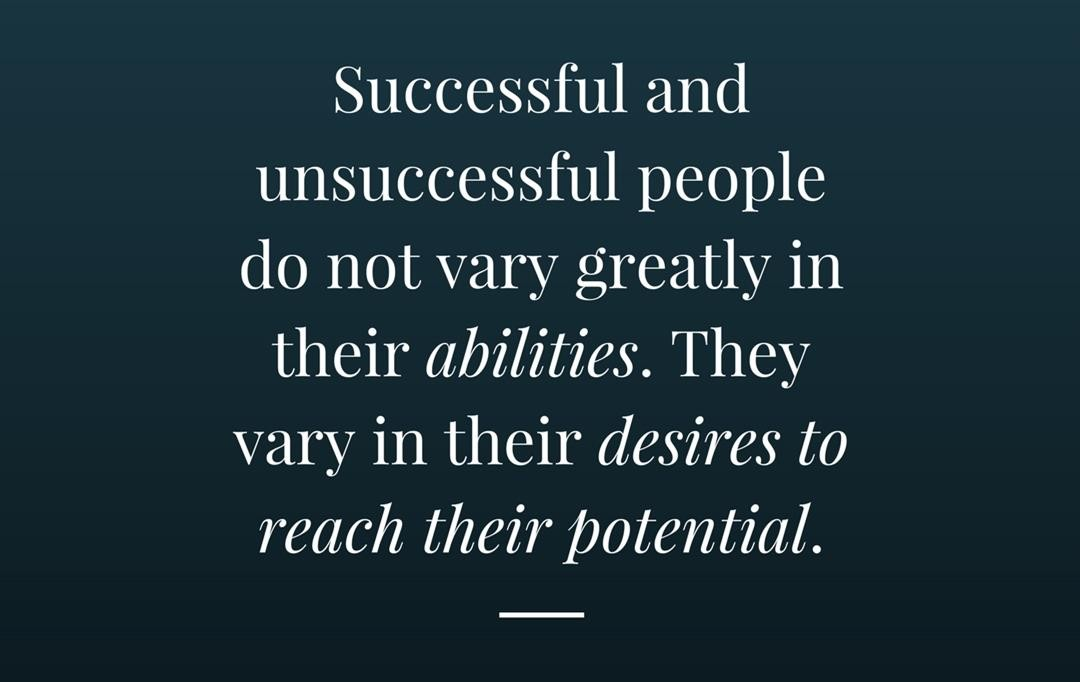 Successful and
unsuccessful people
do not vary greatly in
their abilities. They
vary in their desires to
reach their potential.